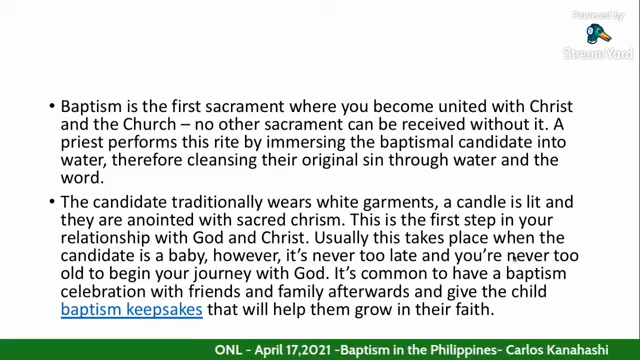 Powered by
StreamYard
• Baptism is the first sacrament where you become united with Christ
and the Church – no other sacrament can be received without it. A
priest performs this rite by immersing the baptismal candidate into
water, therefore cleansing their original sin through water and the
word.
• The candidate traditionally wears white garments, a candle is lit and
they are anointed with sacred chrism. This is the first step in your
relationship with God and Christ. Usually this takes place when the
candidate is a baby, however, it’s never too late and you’re never too
old to begin your journey with God. It’s common to have a baptism
celebration with friends and family afterwards and give the child
baptism keepsakes that will help them grow in their faith.
ONL - April 17,2021 -Baptism in the Philippines- Carlos Kanahashi